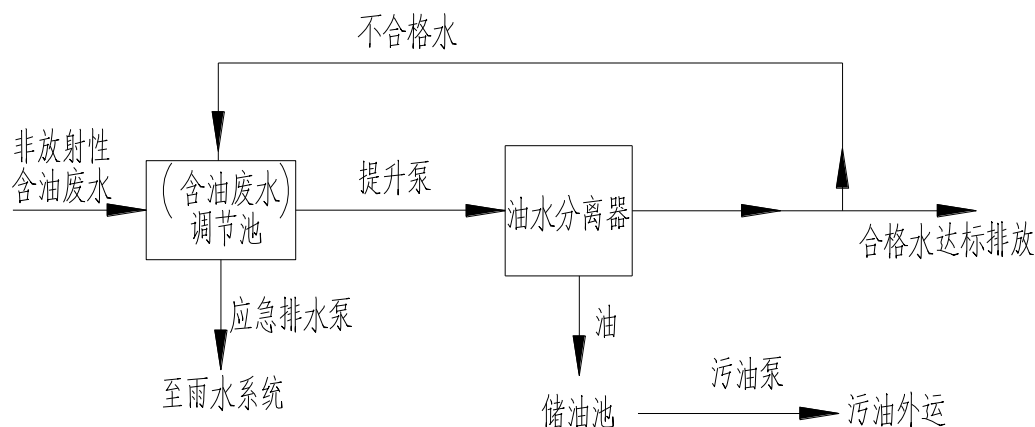 不合格水
非放射性
含油废水
(含油废水)
调节池
提升泵
油水分离器
合格水达标排放
应急排水泵
至雨水系统
油
储油池
污油泵
污油外运